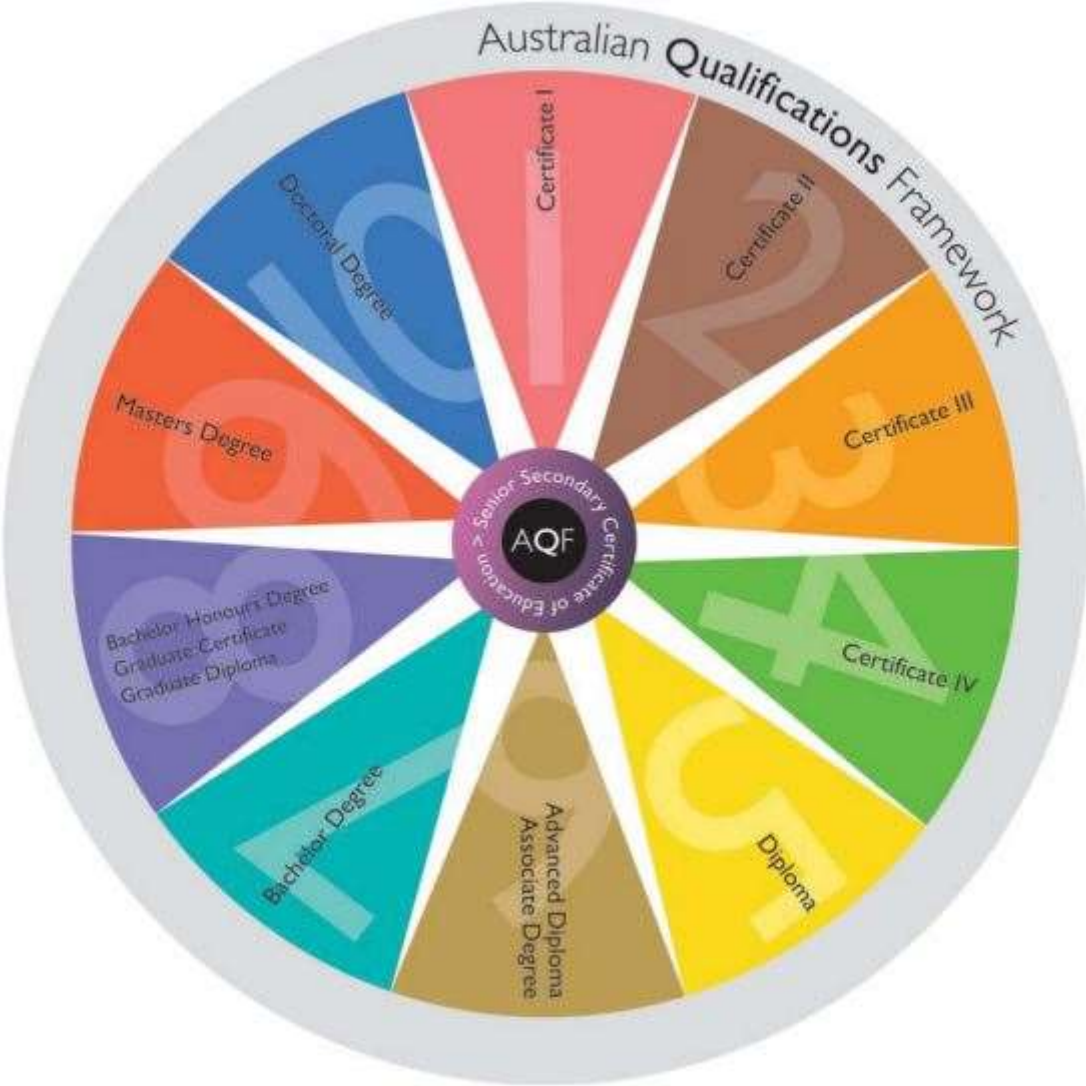 Australian Qualifications Framework
1
Certificate I
2
Certificate II
3
Certificate III
4
Certificate IV
5
Diploma
6
Advanced Diploma
Associate Degree
7
Bachelor Degree
8
Bachelor Honours Degree
Graduate Certificate
Graduate Diploma
9
Masters Degree
10
Doctoral Degree
> Senior Secondary Certificate of Education
AQF